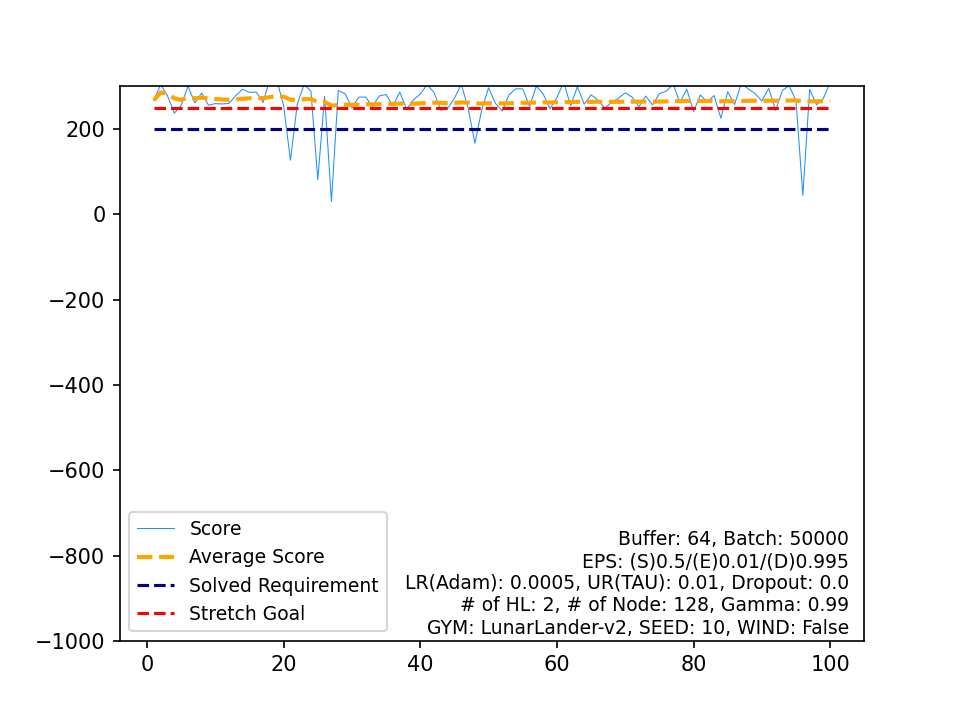 200
0
−200
−400
−600
−800
−1000
Score
Average Score
Solved Requirement
Stretch Goal
Buffer: 64, Batch: 50000
EPS: (S)0.5/(E)0.01/(D)0.995
LR(Adam): 0.0005, UR(TAU): 0.01, Dropout: 0.0
# of HL: 2, # of Node: 128, Gamma: 0.99
GYM: LunarLander-v2, SEED: 10, WIND: False
0 20 40 60 80 100